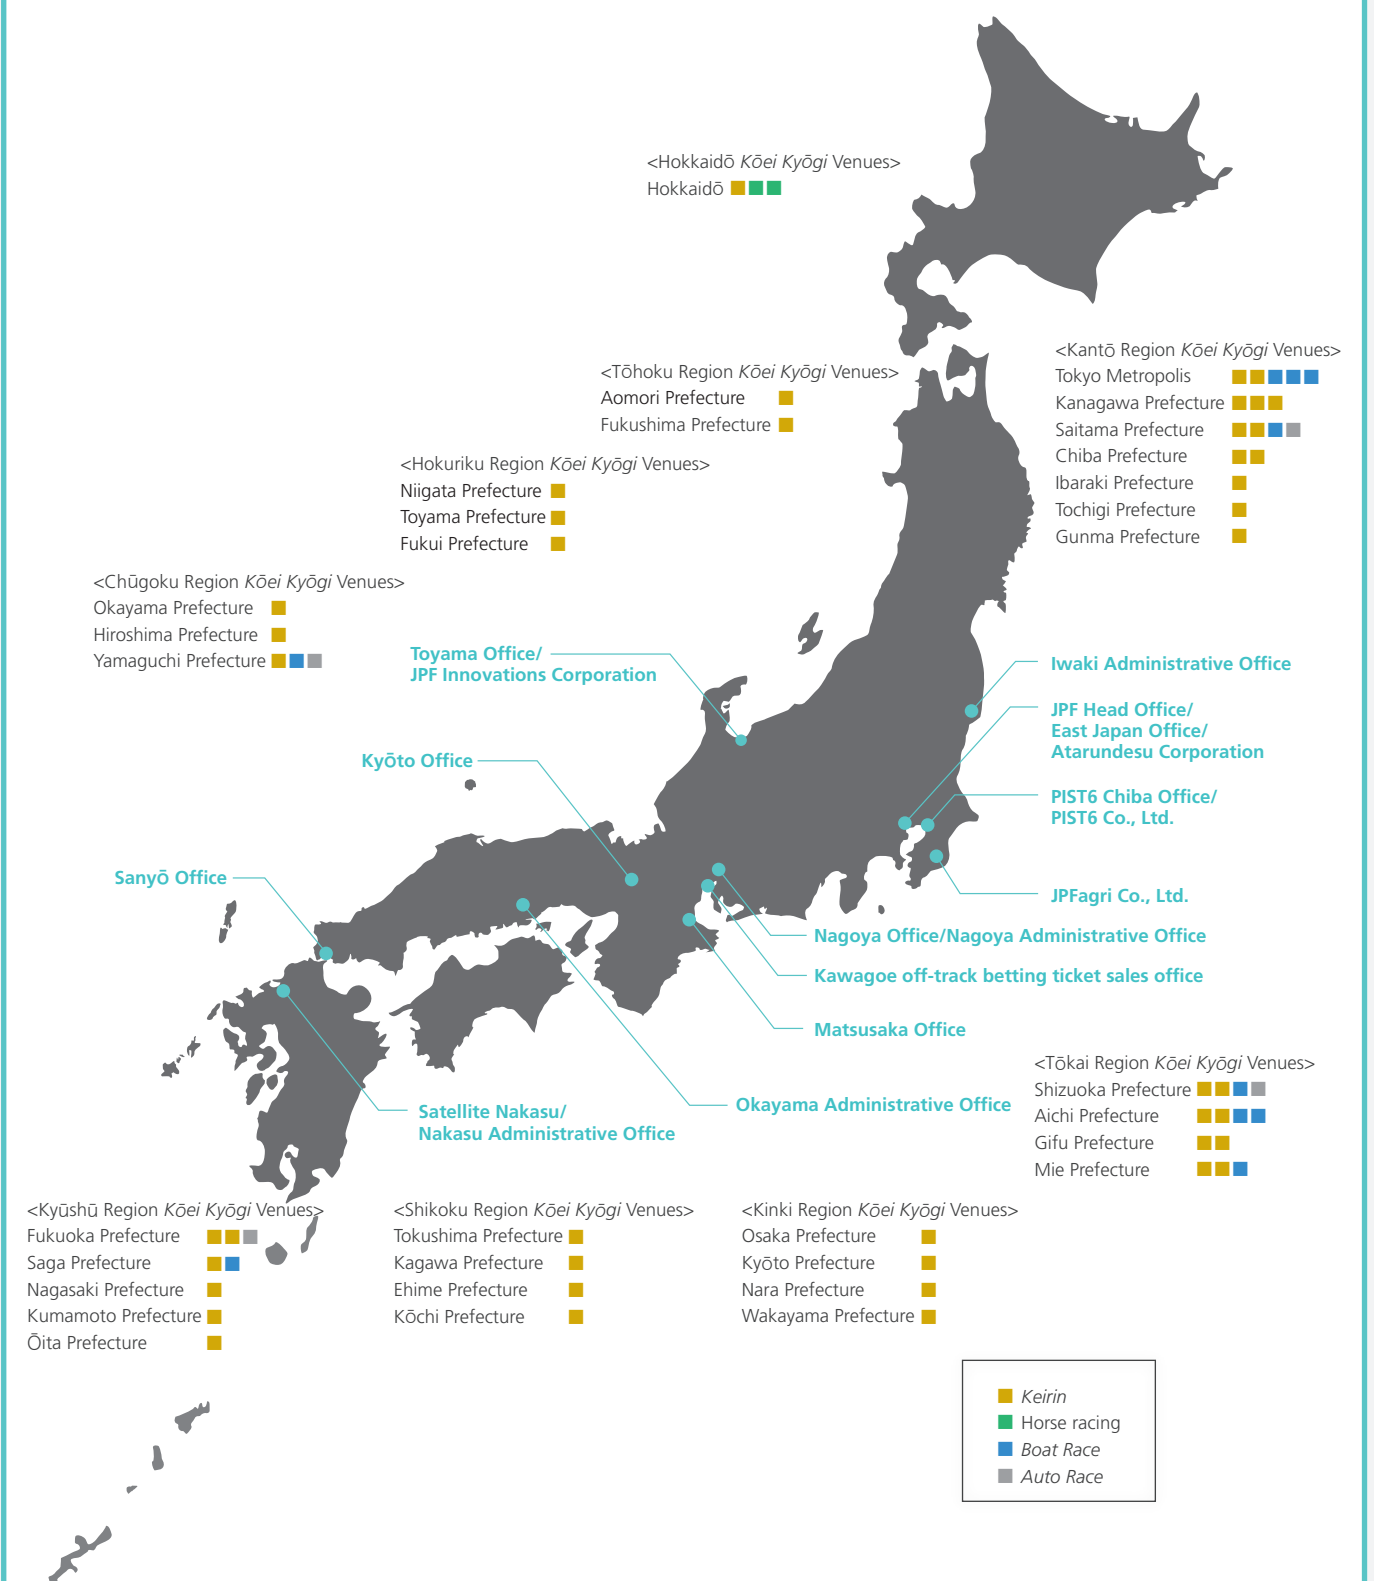 <Hokkaidō Kōei Kyōgi Venues>
Hokkaidō
<Kantō Region Kōei Kyōgi Venues>
Tokyo Metropolis
Kanagawa Prefecture
Saitama Prefecture
Chiba Prefecture
Ibaraki Prefecture
Tochigi Prefecture
Gunma Prefecture
<Tōhoku Region Kōei Kyōgi Venues>
Aomori Prefecture
Fukushima Prefecture
<Hokuriku Region Kōei Kyōgi Venues>
Niigata Prefecture
Toyama Prefecture
Fukui Prefecture
<Chūgoku Region Kōei Kyōgi Venues>
Okayama Prefecture
Hiroshima Prefecture
Yamaguchi Prefecture
Toyama Office/
JPF Innovations Corporation
Iwaki Administrative Office
JPF Head Office/
East Japan Office/
Atarundesu Corporation
Kyōto Office
PIST6 Chiba Office/
PIST6 Co., Ltd.
Sanyō Office
JPFagri Co., Ltd.
Nagoya Office/Nagoya Administrative Office
Kawagoe off-track betting ticket sales office
Matsusaka Office
Okayama Administrative Office
Satellite Nakasu/
Nakasu Administrative Office
<Tōkai Region Kōei Kyōgi Venues>
Shizuoka Prefecture
Aichi Prefecture
Gifu Prefecture
Mie Prefecture
<Kyūshū Region Kōei Kyōgi Venues>
Fukuoka Prefecture
Saga Prefecture
Nagasaki Prefecture
Kumamoto Prefecture
Ōita Prefecture
<Shikoku Region Kōei Kyōgi Venues>
Tokushima Prefecture
Kagawa Prefecture
Ehime Prefecture
Kōchi Prefecture
<Kinki Region Kōei Kyōgi Venues>
Osaka Prefecture
Kyōto Prefecture
Nara Prefecture
Wakayama Prefecture
Keirin
Horse racing
Boat Race
Auto Race